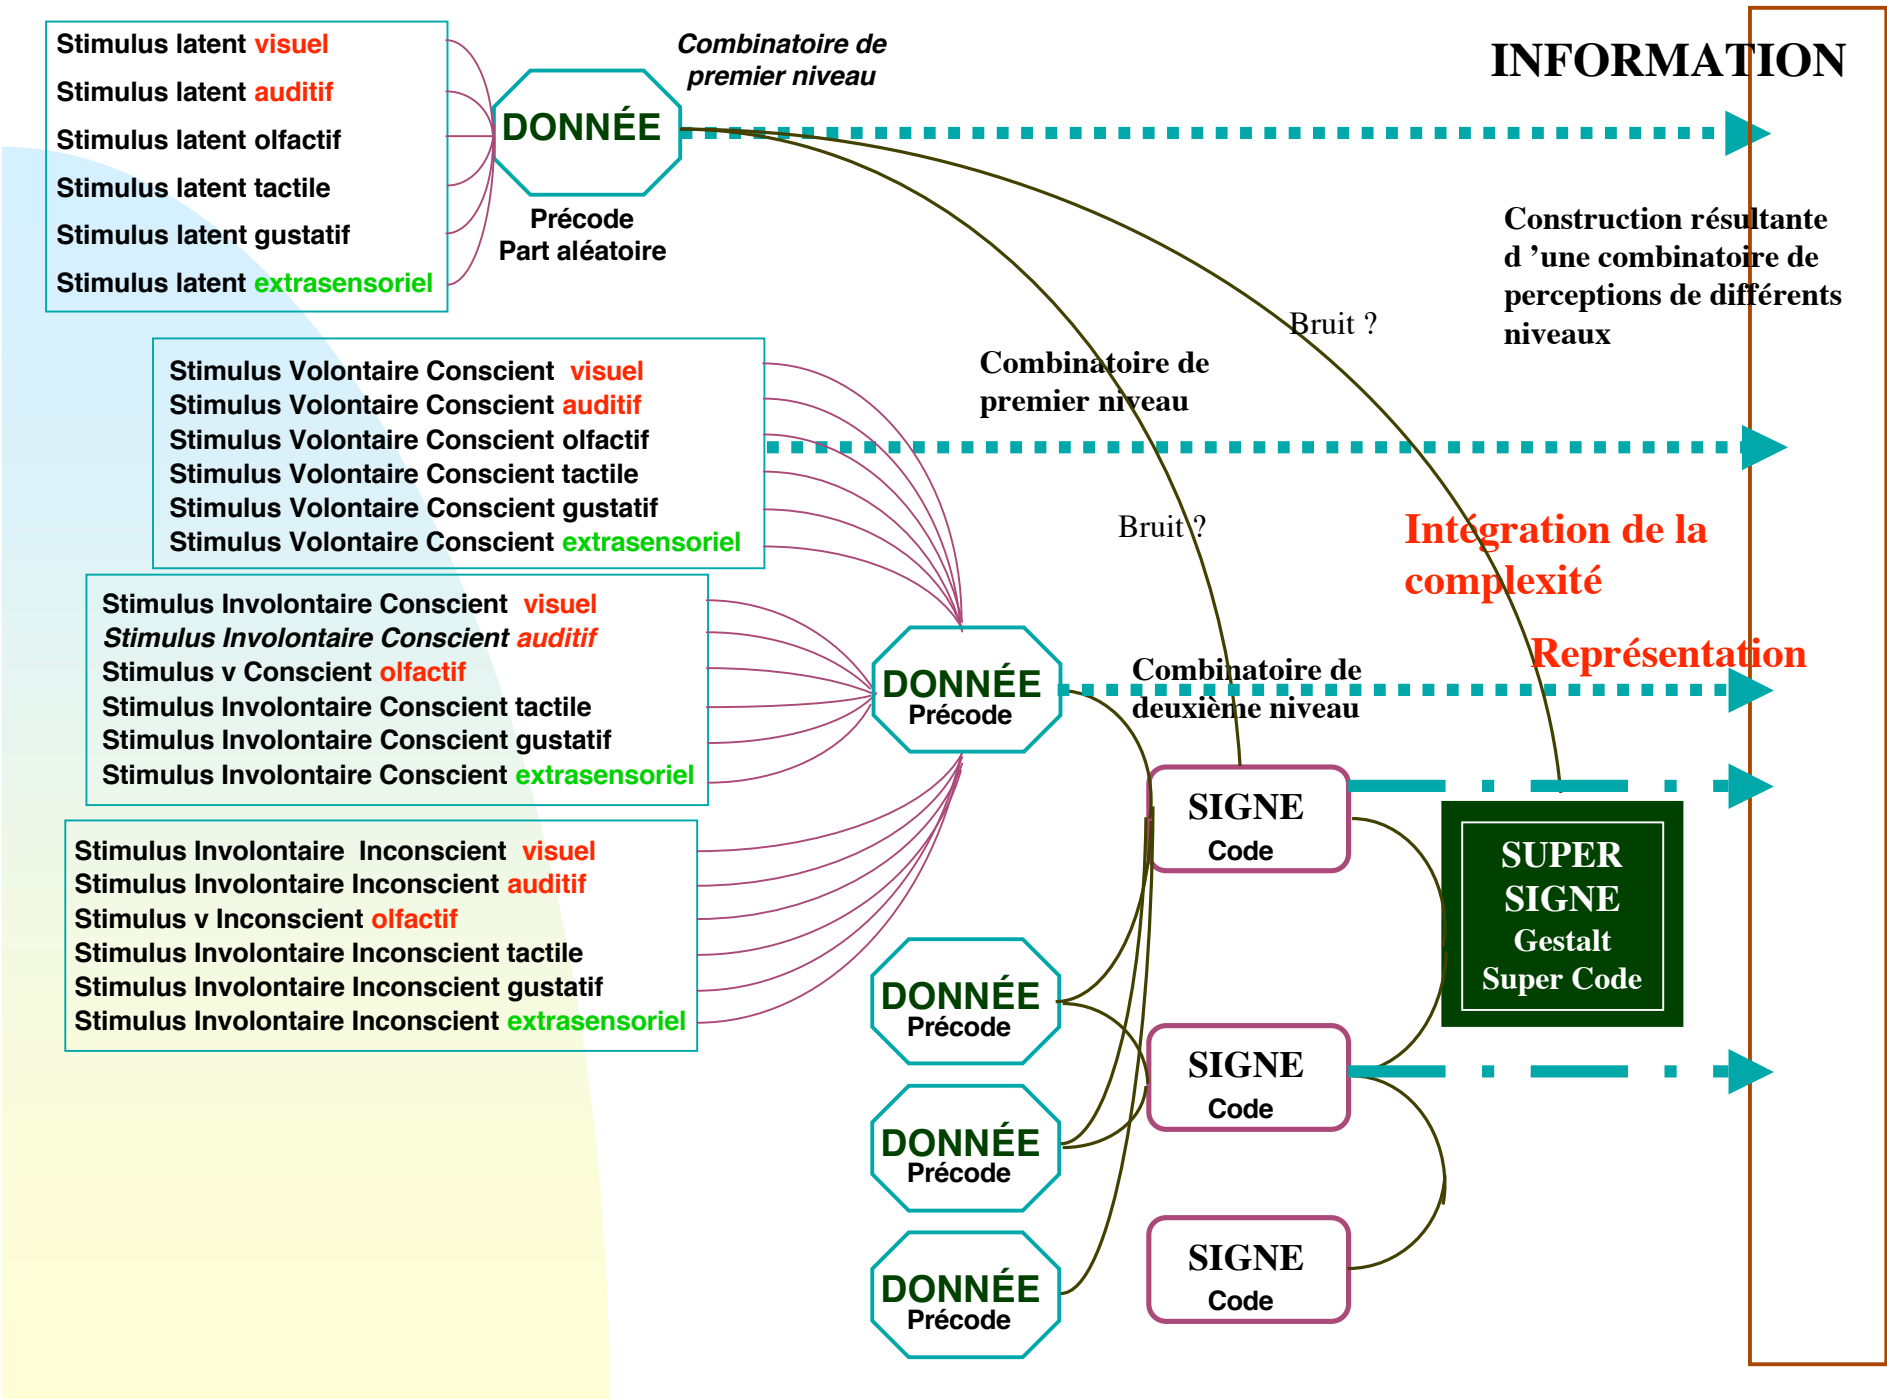 Stimulus latent visuel
Stimulus latent auditif
Stimulus latent olfactif
Stimulus latent tactile
Stimulus latent gustatif
Stimulus latent extrasensoriel
DONNÉE
Précode
Part aléatoire
Combinatoire de
premier niveau
INFORMATION
Construction résultante
d ’une combinatoire de
perceptions de différents
niveaux
Bruit ?
Stimulus Volontaire Conscient  visuel
Stimulus Volontaire Conscient auditif
Stimulus Volontaire Conscient olfactif
Stimulus Volontaire Conscient tactile
Stimulus Volontaire Conscient gustatif
Stimulus Volontaire Conscient extrasensoriel
Combinatoire de
premier niveau
Bruit ?
Intégration de la
complexité
Représentation
Stimulus Involontaire Conscient  visuel
Stimulus Involontaire Conscient auditif
Stimulus v Conscient olfactif
Stimulus Involontaire Conscient tactile
Stimulus Involontaire Conscient gustatif
Stimulus Involontaire Conscient extrasensoriel
DONNÉE
Précode
Combinatoire de
deuxième niveau
Stimulus Involontaire  Inconscient  visuel
Stimulus Involontaire Inconscient auditif
Stimulus v Inconscient olfactif
Stimulus Involontaire Inconscient tactile
Stimulus Involontaire Inconscient gustatif
Stimulus Involontaire Inconscient extrasensoriel
SIGNE
Code
SUPER
SIGNE
Gestalt
Super Code
DONNÉE
Précode
SIGNE
Code
DONNÉE
Précode
SIGNE
Code
DONNÉE
Précode